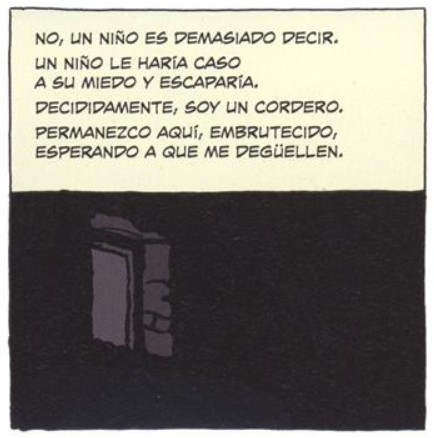 NO, UN NIÑO ES DEMASIADO DECIR.
UN NIÑO LE HARÍA CASO
A SU MIEDO Y ESCAPARÍA.
DECIDIDAMENTE, SOY UN CORDERO.
PERMANEZCO AQUÍ, EMBRUTECIDO,
ESPERANDO A QUE ME DEGÜELLEN.